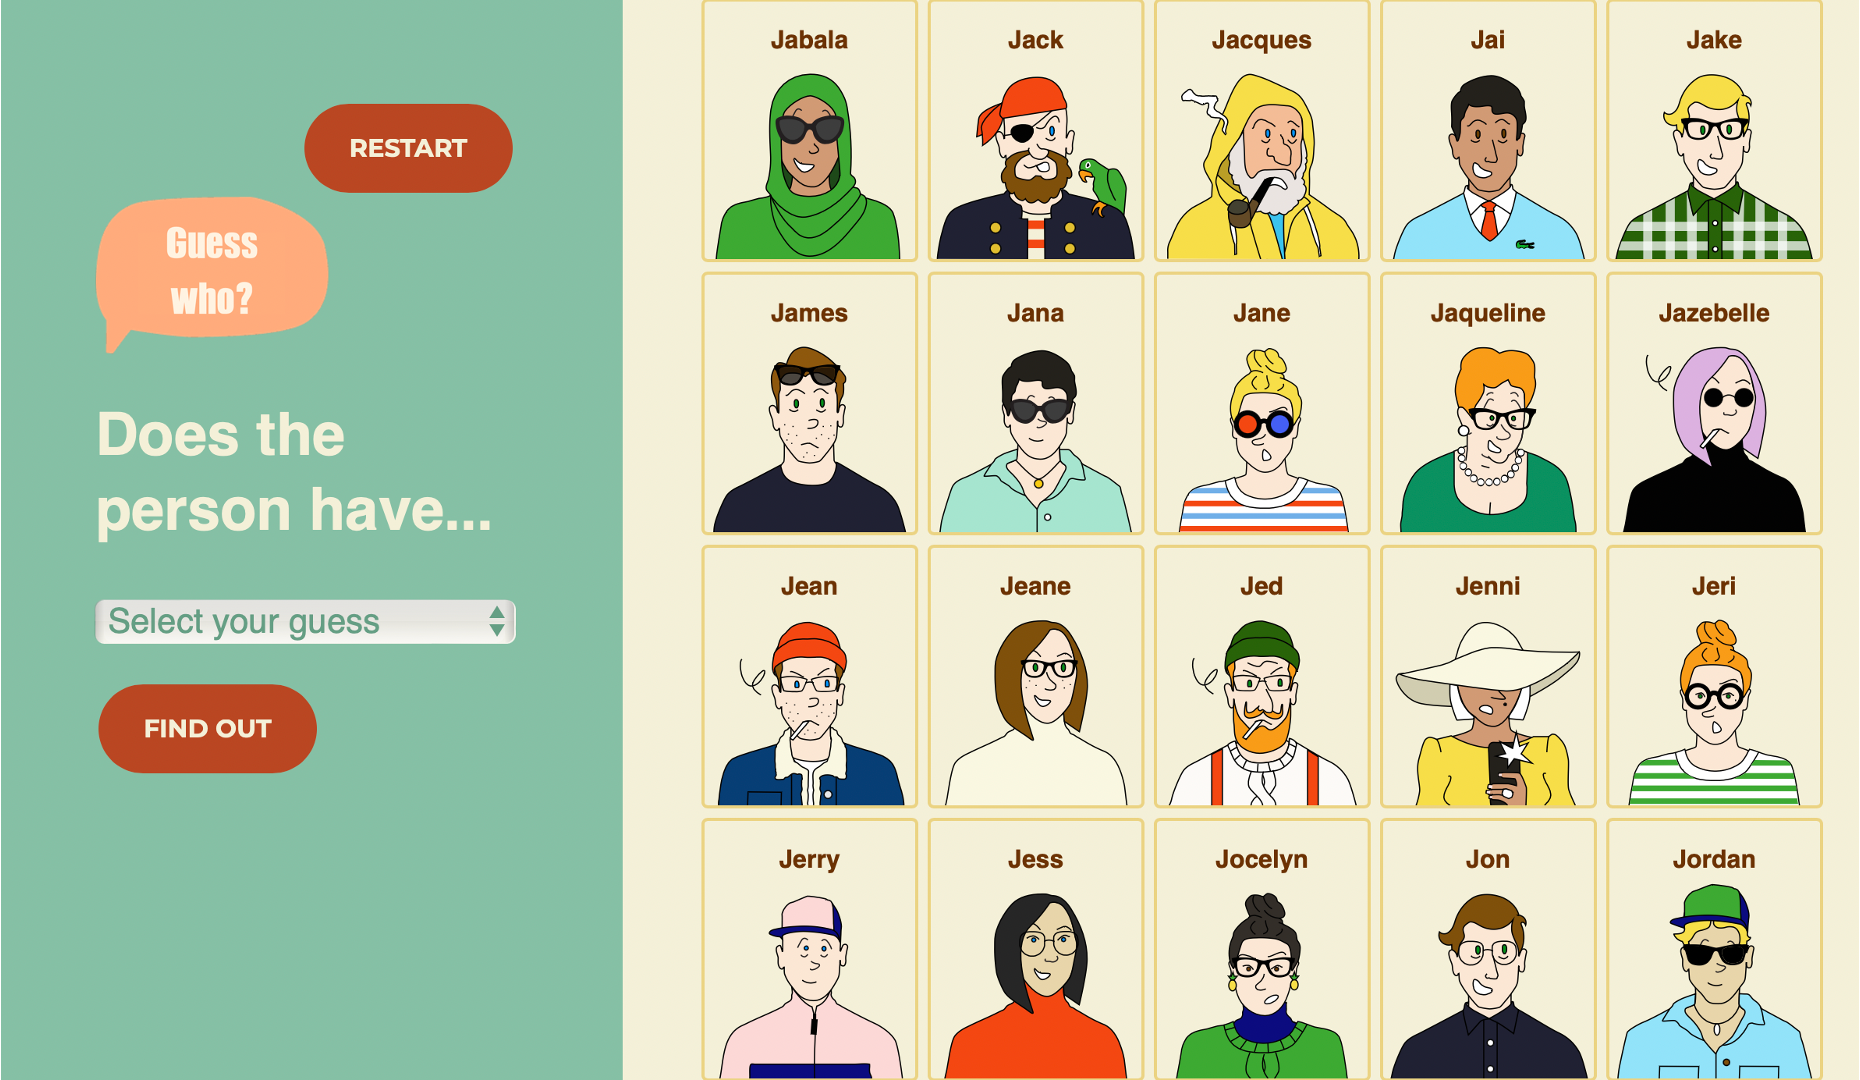 RESTART
Guess
who?
Does the
person have...
Select your guess
FIND OUT
Jabala
Jack
Jacques
Jai
Jake
James
Jana
Jane
Jaqueline
Jazebelle
Jean
Jeane
Jed
Jenni
Jeri
Jerry
Jess
Jocelyn
Jon
Jordan